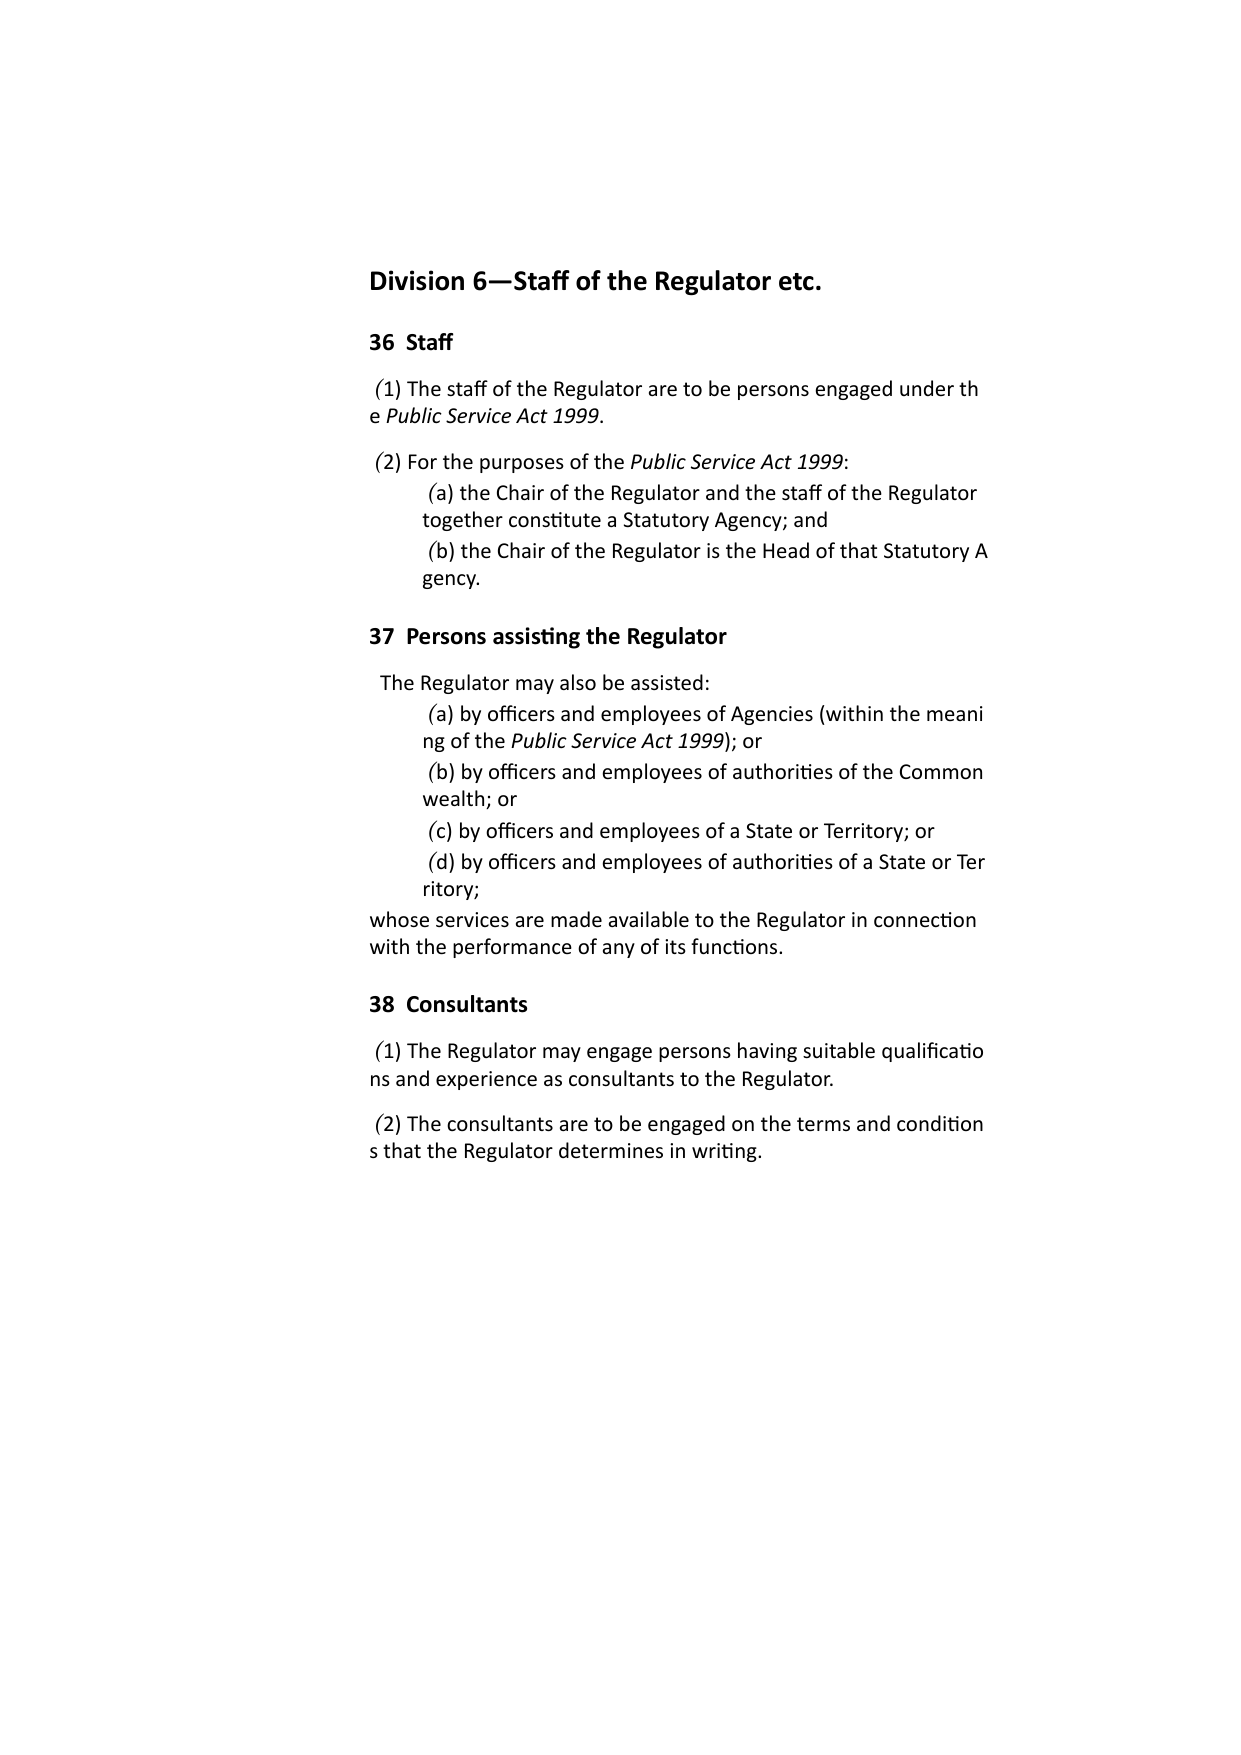 Division 6—Staff of the Regulator etc.
36 Staff
(1) The staff of the Regulator are to be persons engaged under th
e Public Service Act 1999.
(2) For the purposes of the Public Service Act 1999:
(a) the Chair of the Regulator and the staff of the Regulator
together constitute a Statutory Agency; and
(b) the Chair of the Regulator is the Head of that Statutory A
gency.
37 Persons assisting the Regulator
The Regulator may also be assisted:
(a) by officers and employees of Agencies (within the meani
ng of the Public Service Act 1999); or
(b) by officers and employees of authorities of the Common
wealth; or
(c) by officers and employees of a State or Territory; or
(d) by officers and employees of authorities of a State or Ter
ritory;
whose services are made available to the Regulator in connection
with the performance of any of its functions.
38 Consultants
(1) The Regulator may engage persons having suitable qualificatio
ns and experience as consultants to the Regulator.
(2) The consultants are to be engaged on the terms and condition
s that the Regulator determines in writing.